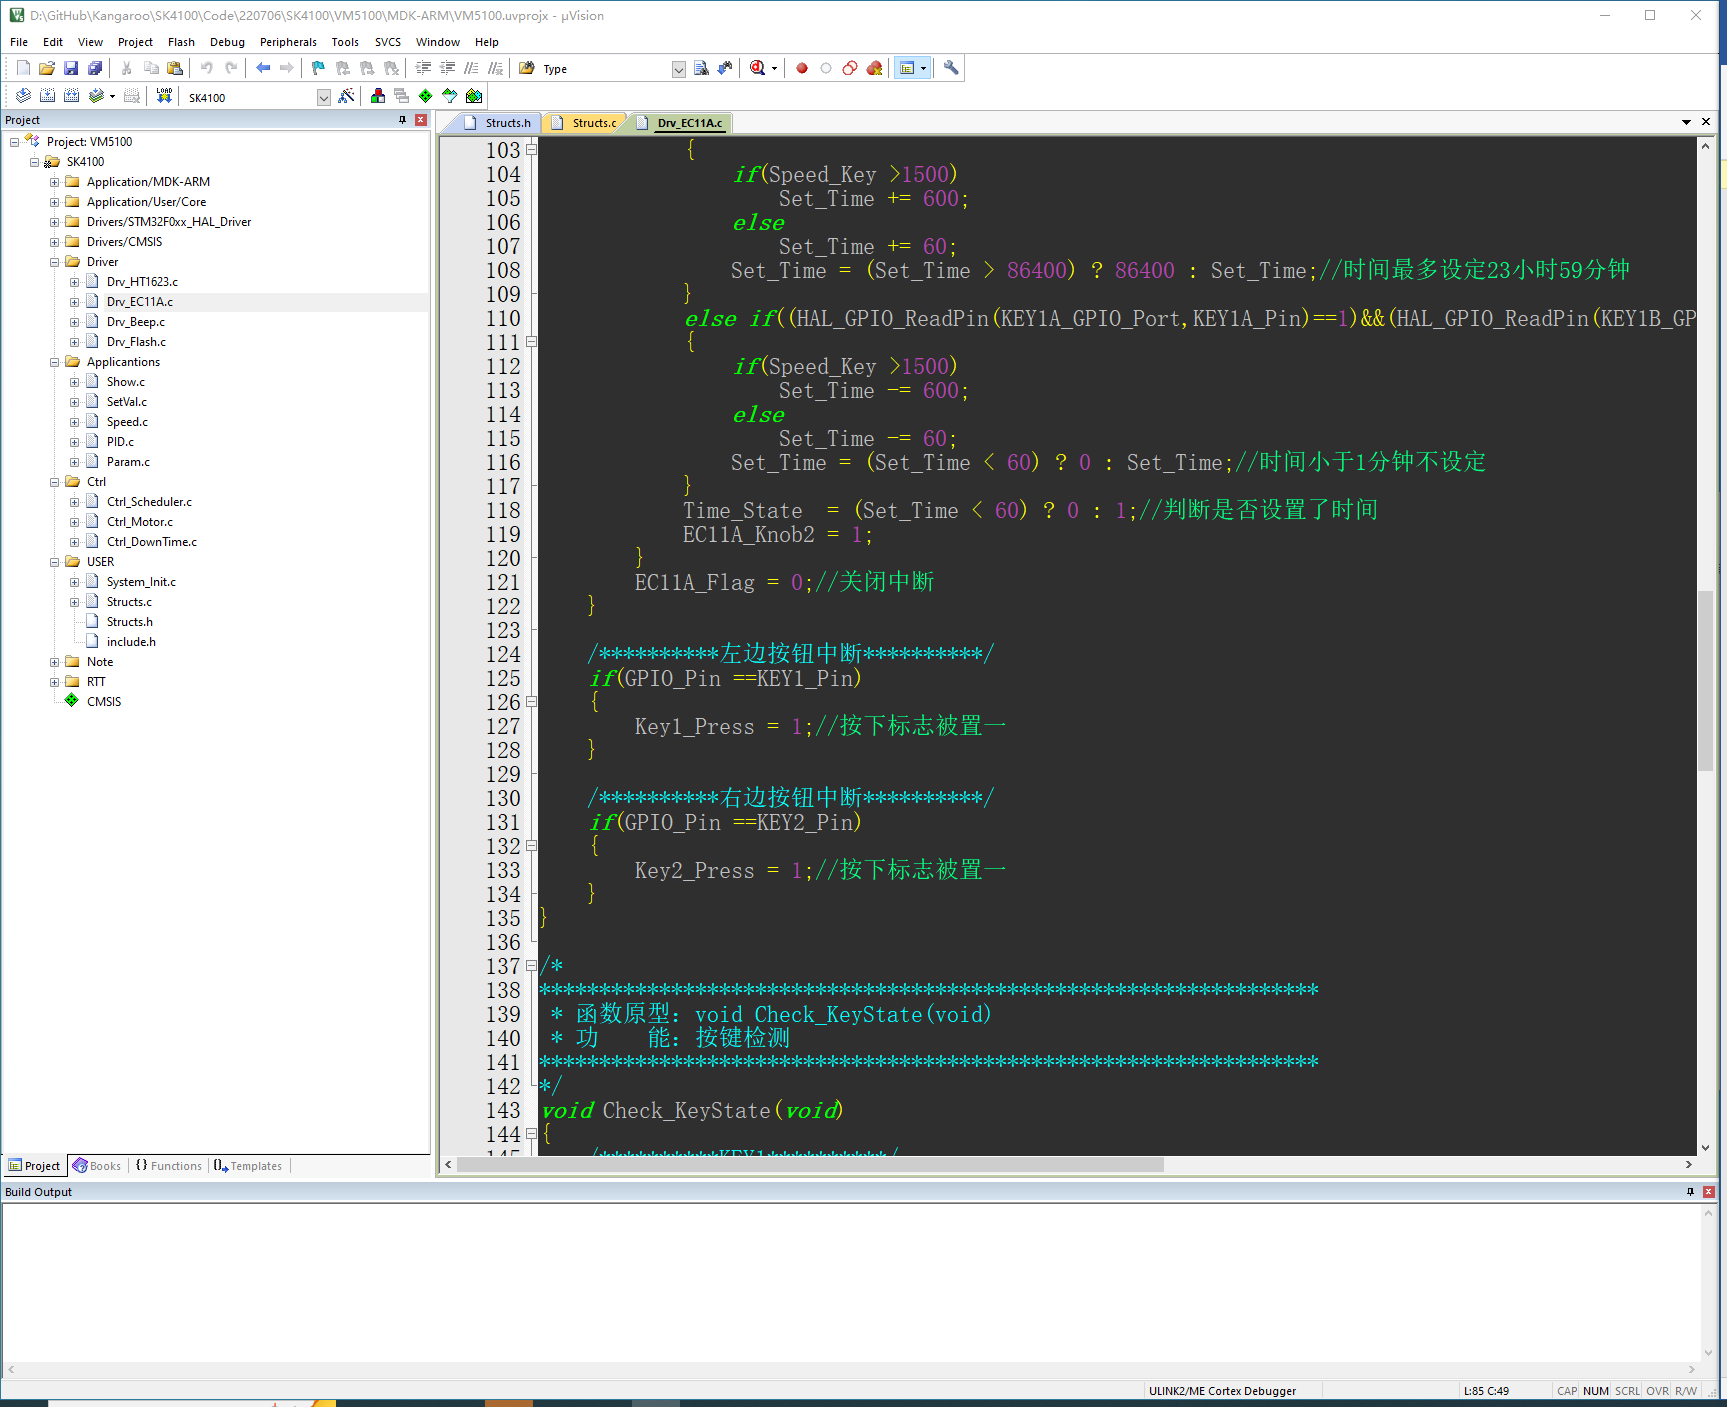 D:\GitHub\Kangaroo\SK4100\Code\220706\SK4100\VM5100\MDK-ARM\VM5100.uvprojx - µVision
File Edit View Project Flash Debug Peripherals Tools SVCS Window Help
Type
LOAD SK4100
Project
Structs.h Structs.c Drv_EC11A.c
Project: VM5100
SK4100
Application/MDK-ARM
Application/User/Core
Drivers/STM32F0xx_HAL_Driver
Drivers/CMSIS
Driver
Drv_HT1623.c
Drv_EC11A.c
Drv_Beep.c
Drv_Flash.c
Applicantions
Show.c
SetVal.c
Speed.c
PID.c
Param.c
Ctrl
Ctrl_Scheduler.c
Ctrl_Motor.c
Ctrl_DownTime.c
USER
System_Init.c
Structs.c
Structs.h
include.h
Note
RTT
CMSIS
Project Books {} Functions Templates
103 {
104 if(Speed_Key >1500)
105 Set_Time += 600;
106 else
107 Set_Time += 60;
108 Set_Time = (Set_Time > 86400) ? 86400 : Set_Time;//时间最多设定23小时59分钟
109 }
110 else if((HAL_GPIO_ReadPin(KEY1A_GPIO_Port,KEY1A_Pin)==1)&&(HAL_GPIO_ReadPin(KEY1B_GP
111 {
112 if(Speed_Key >1500)
113 Set_Time -= 600;
114 else
115 Set_Time -= 60;
116 Set_Time = (Set_Time < 60) ? 0 : Set_Time;//时间小于1分钟不设定
117 }
118 Time_State  = (Set_Time < 60) ? 0 : 1;//判断是否设置了时间
119 EC11A_Knob2 = 1;
120 }
121 EC11A_Flag = 0;//关闭中断
122 }
123
124 /**********左边按钮中断**********/
125 if(GPIO_Pin ==KEY1_Pin)
126 {
127 Key1_Press = 1;//按下标志被置一
128 }
129
130 /**********右边按钮中断**********/
131 if(GPIO_Pin ==KEY2_Pin)
132 {
133 Key2_Press = 1;//按下标志被置一
134 }
135 }
136
137 /*
138 *****************************************************************
139 * 函数原型: void Check_KeyState(void)
140 * 功    能: 按键检测
141 *****************************************************************
142 */
143 void Check_KeyState(void)
144 {
145 /**********KEY1**********/
Build Output
ULINK2/ME Cortex Debugger L:85 C:49 CAP NUM SCRL OVR R/W